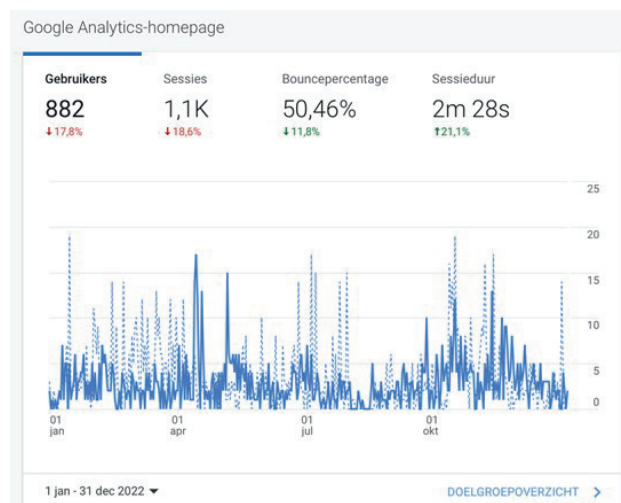 Google Analytics-homepage
Gebruikers
Sessies
Bouncepercentage
Sessieduur
882
1,1K
50,46%
2m 28s
↓17,8%
↓18,6%
↓11,8%
↑21,1%
25
20
15
10
5
0
01
jan
01
apr
01
jul
01
okt
1 jan - 31 dec 2022
DOELGROEPOVERZICHT